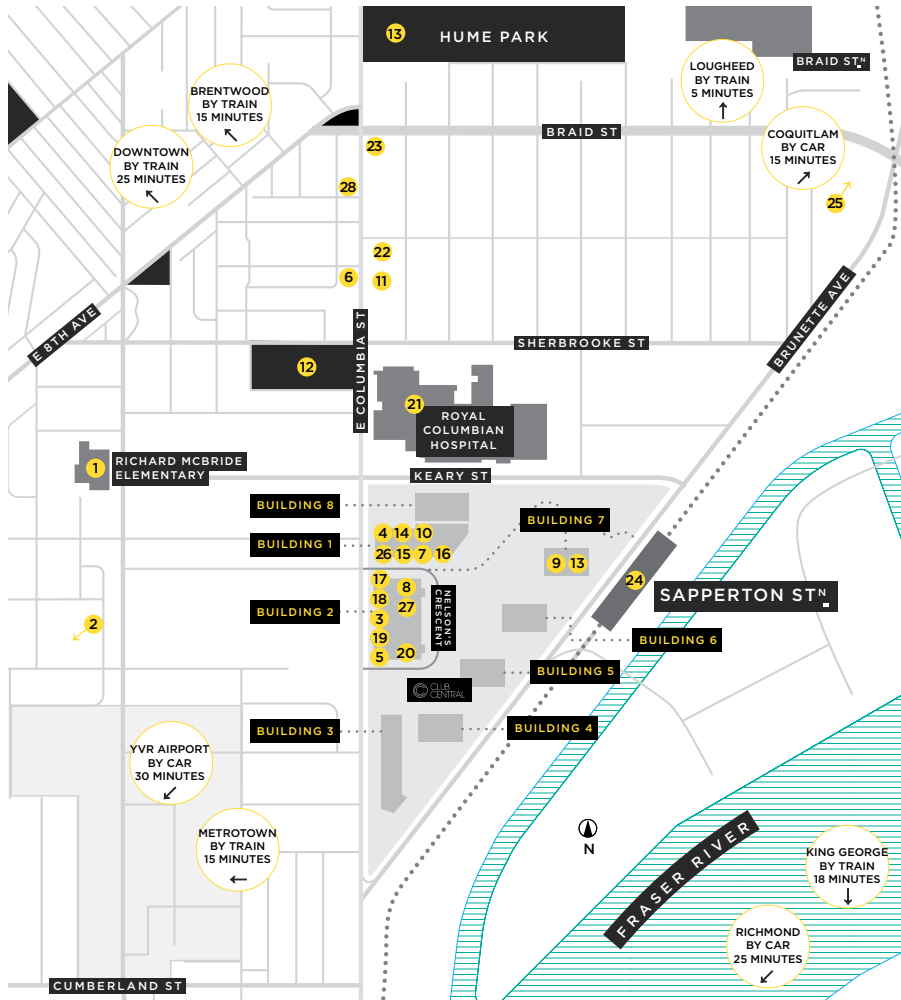 13
HUME PARK
BRAID STN
LOUGHEED
BY TRAIN
5 MINUTES
BRENTWOOD
BY TRAIN
15 MINUTES
BRAID ST
COQUITLAM
BY CAR
15 MINUTES
DOWNTOWN
BY TRAIN
25 MINUTES
23
28
25
22
6
11
E 8TH AVE
E COLUMBIA ST
SHERBROOKE ST
BRUNETTE AVE
12
21
ROYAL
COLUMBIAN
HOSPITAL
1
RICHARD MCBRIDE
ELEMENTARY
KEARY ST
BUILDING 8
BUILDING 7
BUILDING 1
4 14 10
26 15 7 16
9 13
17
8
18
27
3
19
20
5
BUILDING 2
NELSON'S
CRESCENT
24
SAPPERTON STN
2
BUILDING 6
BUILDING 5
CLUB
CENTRAL
BUILDING 3
BUILDING 4
YVR AIRPORT
BY CAR
30 MINUTES
METROTOWN
BY TRAIN
15 MINUTES
N
FRASER RIVER
KING GEORGE
BY TRAIN
18 MINUTES
RICHMOND
BY CAR
25 MINUTES
CUMBERLAND ST